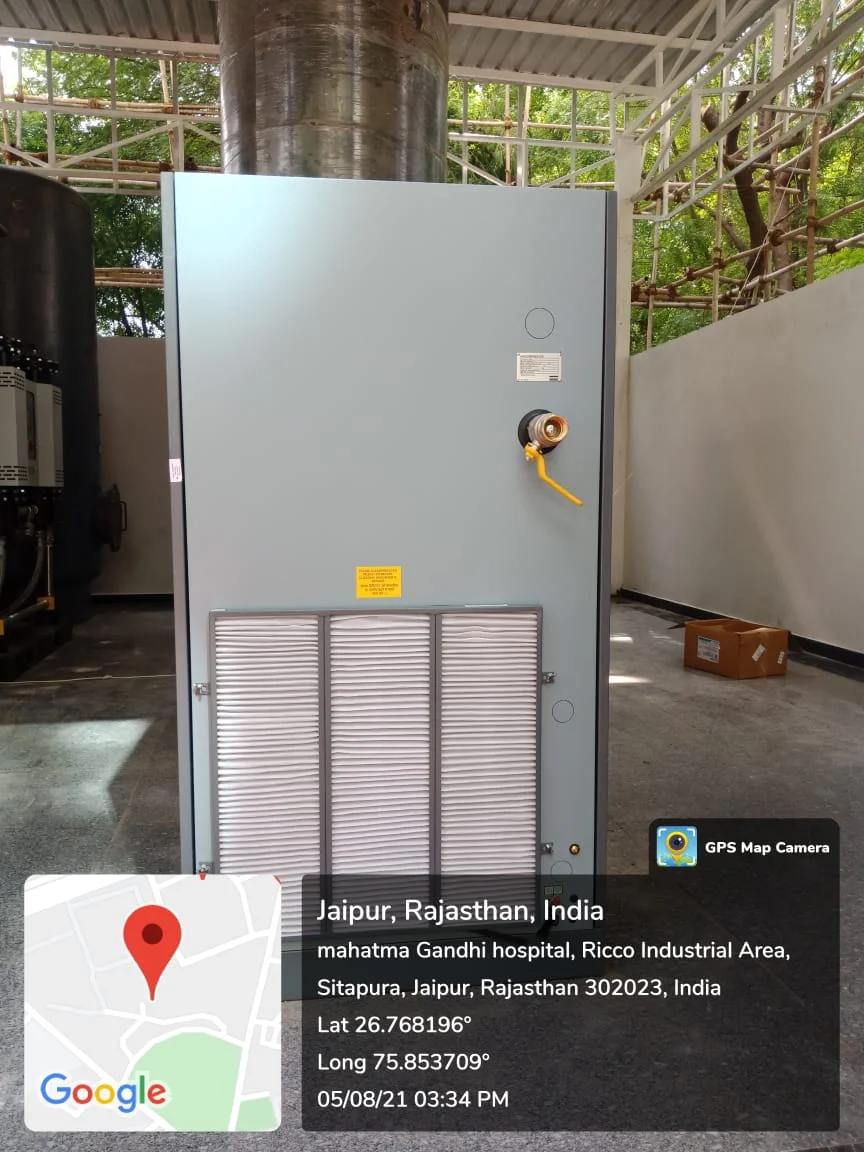 GPS Map Camera
Jaipur, Rajasthan, India
mahatma Gandhi hospital, Ricco Industrial Area,
Sitapura, Jaipur, Rajasthan 302023, India
Lat 26.768196°
Long 75.853709°
05/08/21 03:34 PM
Google